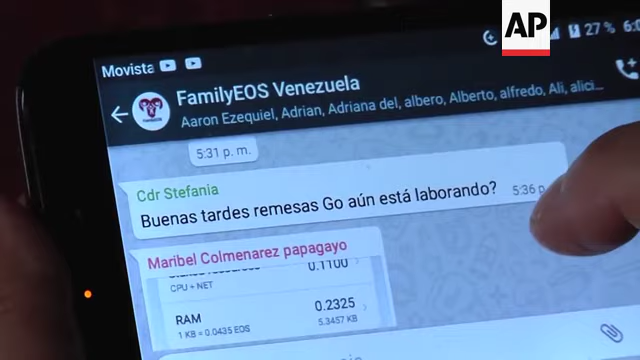 AP
Movista
27 %
6:0
FamilyEOS Venezuela
Aaron Ezequiel, Adrian, Adriana del, albero, Alberto, alfredo, Ali, alici...
5:31 p. m.
Cdr Stefania
Buenas tardes remesas Go aún está laborando?
5:36 p
Maribel Colmenarez papagayo
0.1100
CPU + NET
RAM
0.2325
1 KB = 0.0435 EOS
5.3457 KB